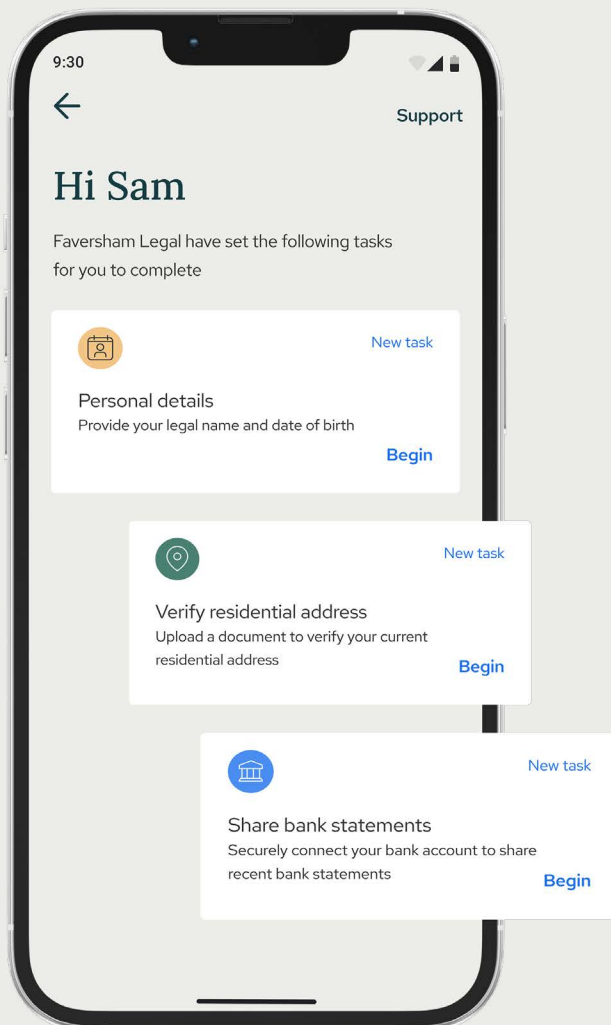 9:30
Support
Hi Sam
Faversham Legal have set the following tasks
for you to complete
New task
Personal details
Provide your legal name and date of birth
Begin
New task
Verify residential address
Upload a document to verify your current
residential address
Begin
New task
Share bank statements
Securely connect your bank account to share
recent bank statements
Begin